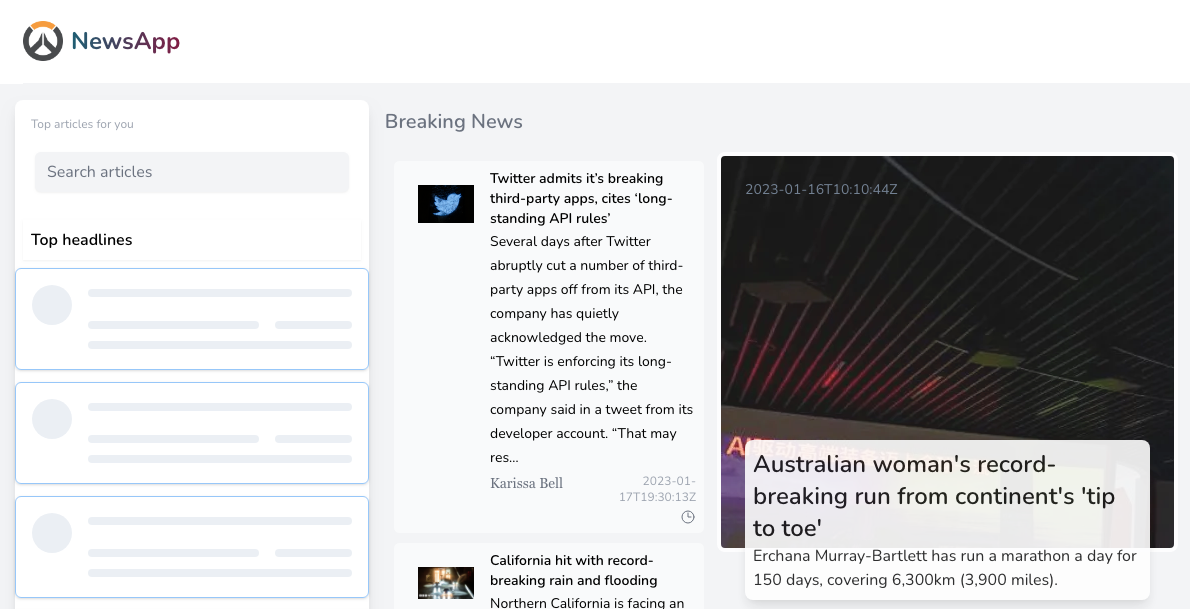 NewsApp
Top articles for you
Search articles
Top headlines
Breaking News
Twitter admits it’s breaking
third-party apps, cites ‘long-
standing API rules’
Several days after Twitter
abruptly cut a number of third-
party apps off from its API, the
company has quietly
acknowledged the move.
“Twitter is enforcing its long-
standing API rules,” the
company said in a tweet from its
developer account. “That may
res…
Karissa Bell
2023-01-
17T19:30:13Z
California hit with record-
breaking rain and flooding
Northern California is facing an
2023-01-16T10:10:44Z
Australian woman's record-
breaking run from continent's 'tip
to toe'
Erchana Murray-Bartlett has run a marathon a day for
150 days, covering 6,300km (3,900 miles).